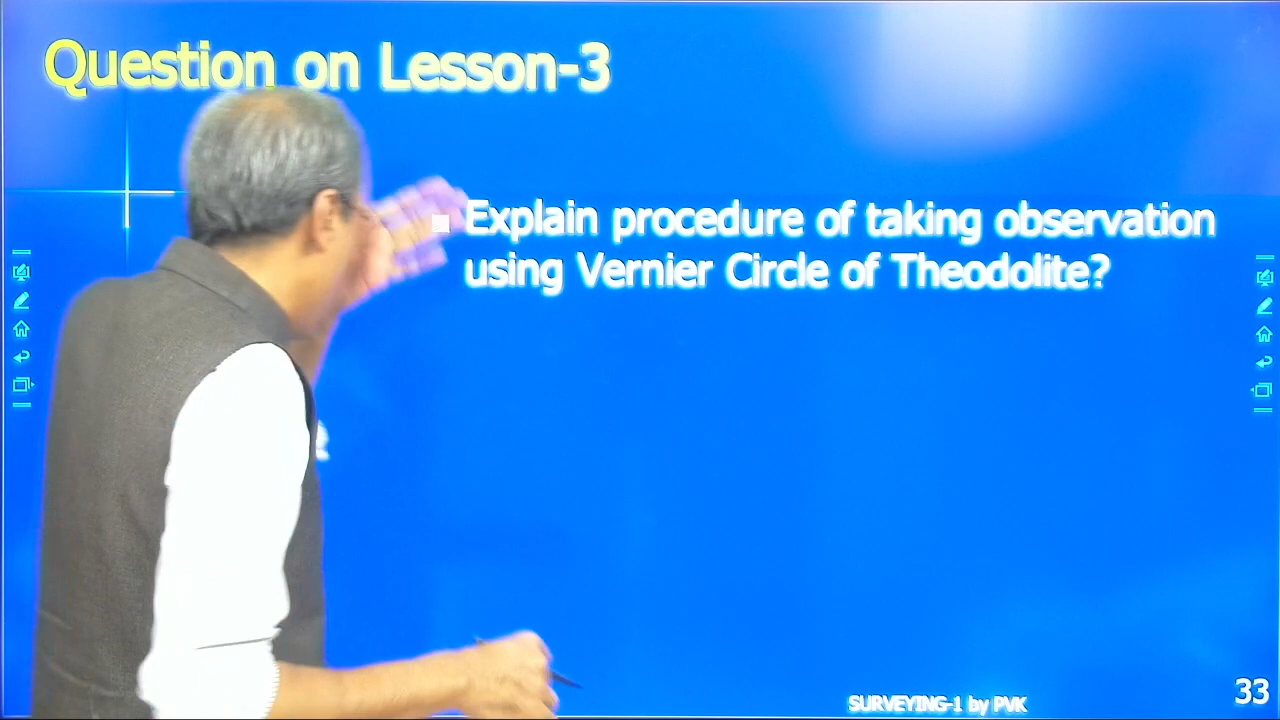 Question on Lesson-3
Explain procedure of taking observation
using Vernier Circle of Theodolite?
SURVEYING-1 by PVK
33